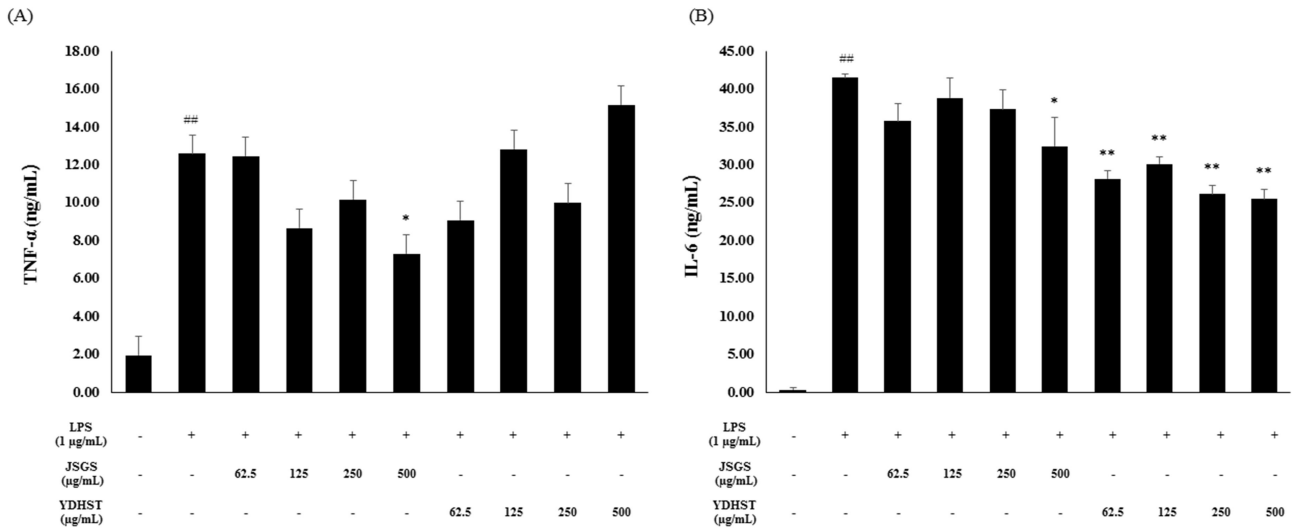 (A)
18.00
16.00
14.00
12.00
10.00
8.00
6.00
4.00
2.00
0.00
TNF-α (ng/mL)
##
*
LPS
(1 µg/mL) - + + + + + + + + +
JSGS
(µg/mL) - - 62.5 125 250 500 - - - -
YDHST
(µg/mL) - - - - - - 62.5 125 250 500
(B)
45.00
40.00
35.00
30.00
25.00
20.00
15.00
10.00
5.00
0.00
IL-6 (ng/mL)
##
*
**
**
**
**
LPS
(1 µg/mL) - + + + + + + + + +
JSGS
(µg/mL) - - 62.5 125 250 500 - - - -
YDHST
(µg/mL) - - - - - - 62.5 125 250 500